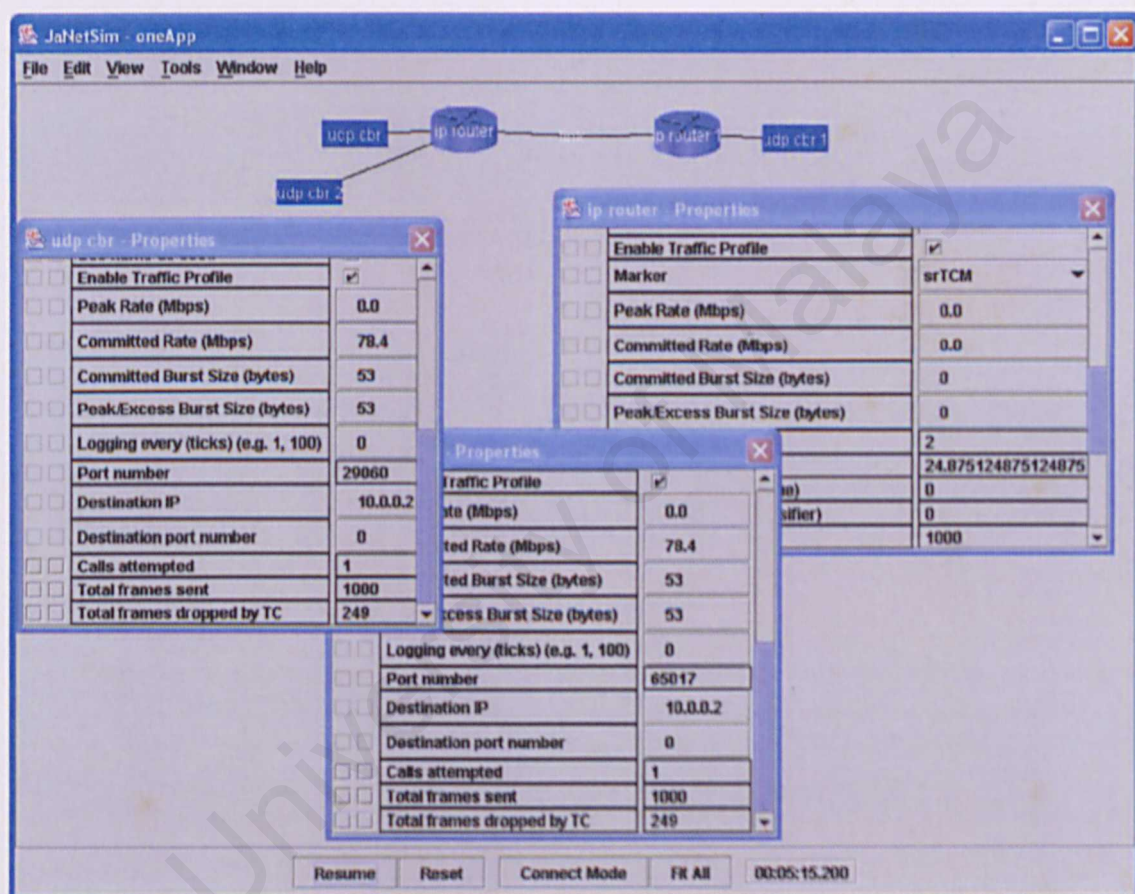 JaNetSim - oneApp
File Edit View Tools Window Help
udp cbr
ip router
link
ip router 1
udp cbr 1
udp cbr 2
udp cbr - Properties
Enable Traffic Profile
Peak Rate (Mbps) 0.0
Committed Rate (Mbps) 78.4
Committed Burst Size (bytes) 53
Peak/Excess Burst Size (bytes) 53
Logging every (ticks) (e.g. 1, 100) 0
Port number 29060
Destination IP 10.0.0.2
Destination port number 0
Calls attempted 1
Total frames sent 1000
Total frames dropped by TC 249
ip router - Properties
Enable Traffic Profile
Marker srTCM
Peak Rate (Mbps) 0.0
Committed Rate (Mbps) 0.0
Committed Burst Size (bytes) 0
Peak/Excess Burst Size (bytes) 0
2
24.875124875124875
0
sifier) 0
1000
- Properties
Traffic Profile
ate (Mbps) 0.0
ted Rate (Mbps) 78.4
ted Burst Size (bytes) 53
xcess Burst Size (bytes) 53
Logging every (ticks) (e.g. 1, 100) 0
Port number 65017
Destination IP 10.0.0.2
Destination port number 0
Calls attempted 1
Total frames sent 1000
Total frames dropped by TC 249
Resume Reset Connect Mode Fit All 00:05:15.200
University of Malaya